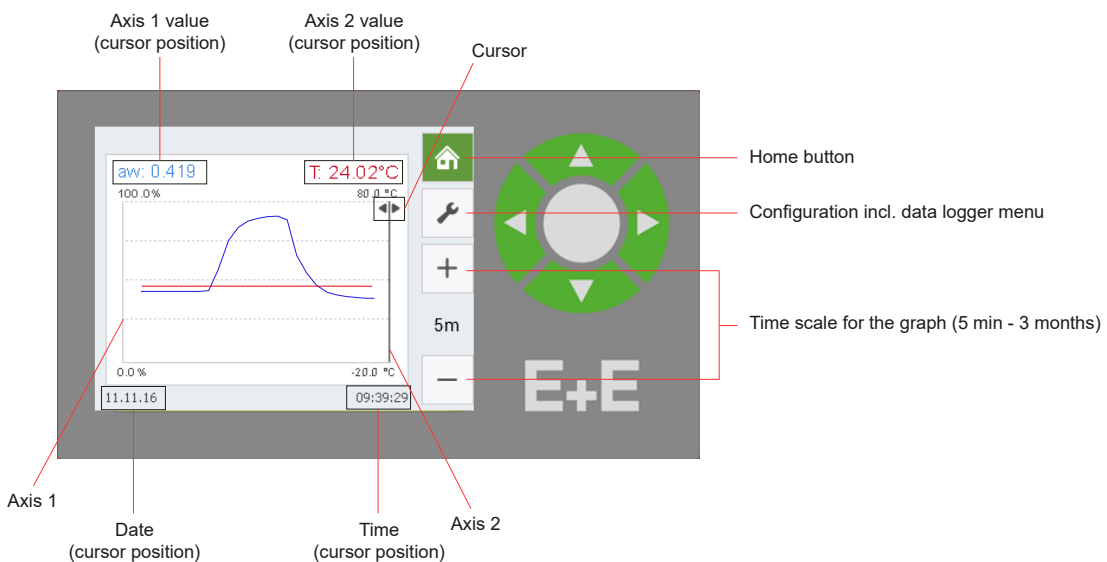 Axis 1 value
(cursor position)
Axis 2 value
(cursor position)
Cursor
aw: 0.419
T: 24.02°C
100.0%
80.0 °C
0.0%
-20.0 °C
11.11.16
09:39:29
5m
E+E
Home button
Configuration incl. data logger menu
Time scale for the graph (5 min - 3 months)
Axis 1
Date
(cursor position)
Time
(cursor position)
Axis 2